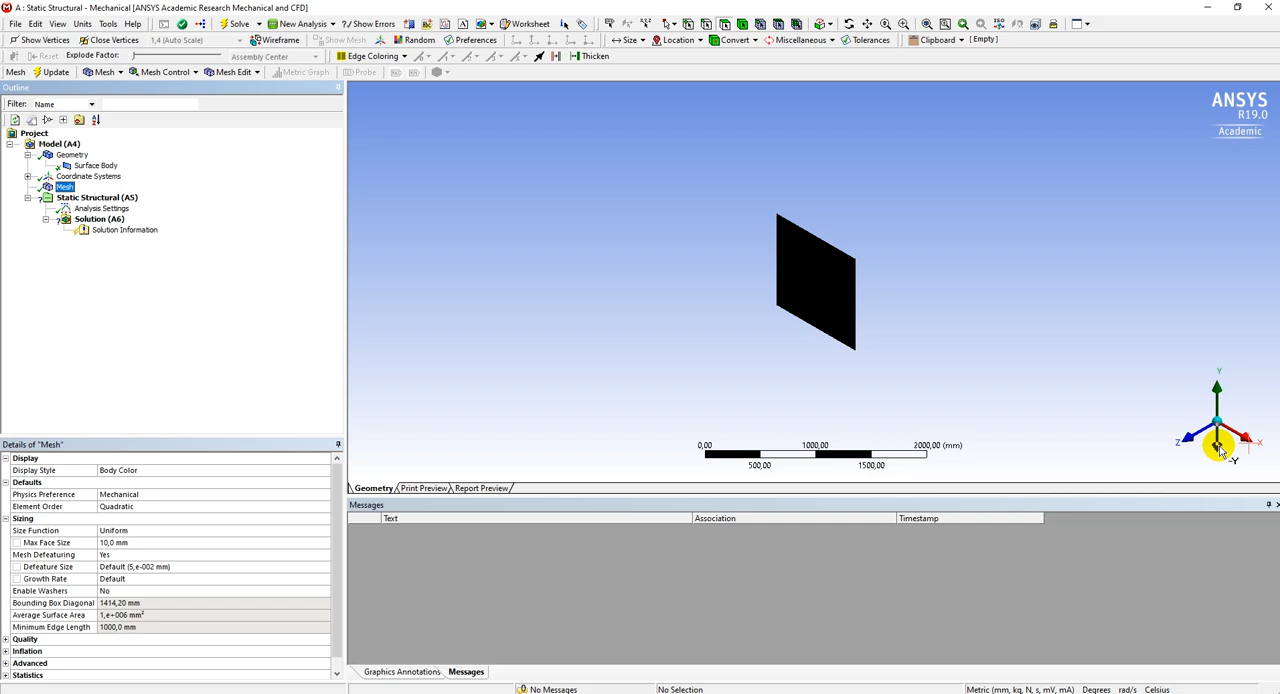 A : Static Structural - Mechanical [ANSYS Academic Research Mechanical and CFD]
File Edit View Units Tools Help Solve New Analysis ?/ Show Errors Worksheet
Show Vertices Close Vertices 1,4 (Auto Scale) Wireframe Show Mesh Random Preferences Size Location Convert Miscellaneous Tolerances Clipboard [Empty]
Reset Explode Factor: Assembly Center Edge Coloring Thicken
Mesh Update Mesh Mesh Control Mesh Edit Metric Graph Probe
Outline
Filter: Name
Project
Model (A4)
Geometry
Surface Body
Coordinate Systems
Mesh
Static Structural (A5)
Analysis Settings
Solution (A6)
Solution Information
ANSYS
R19.0
Academic
Y
Z
X
-Y
0,00 1000,00 2000,00 (mm)
500,00 1500,00
Geometry Print Preview Report Preview
Details of "Mesh"
Display
Display Style Body Color
Defaults
Physics Preference Mechanical
Element Order Quadratic
Sizing
Size Function Uniform
Max Face Size 10,0 mm
Mesh Defeaturing Yes
Defeature Size Default (5,e-002 mm)
Growth Rate Default
Enable Washers No
Bounding Box Diagonal 1414,20 mm
Average Surface Area 1,e+006 mm²
Minimum Edge Length 1000,0 mm
Quality
Inflation
Advanced
Statistics
Messages
Text Association Timestamp
Graphics Annotations Messages
No Messages No Selection Metric (mm, kg, N, s, mV, mA) Degrees rad/s Celsius